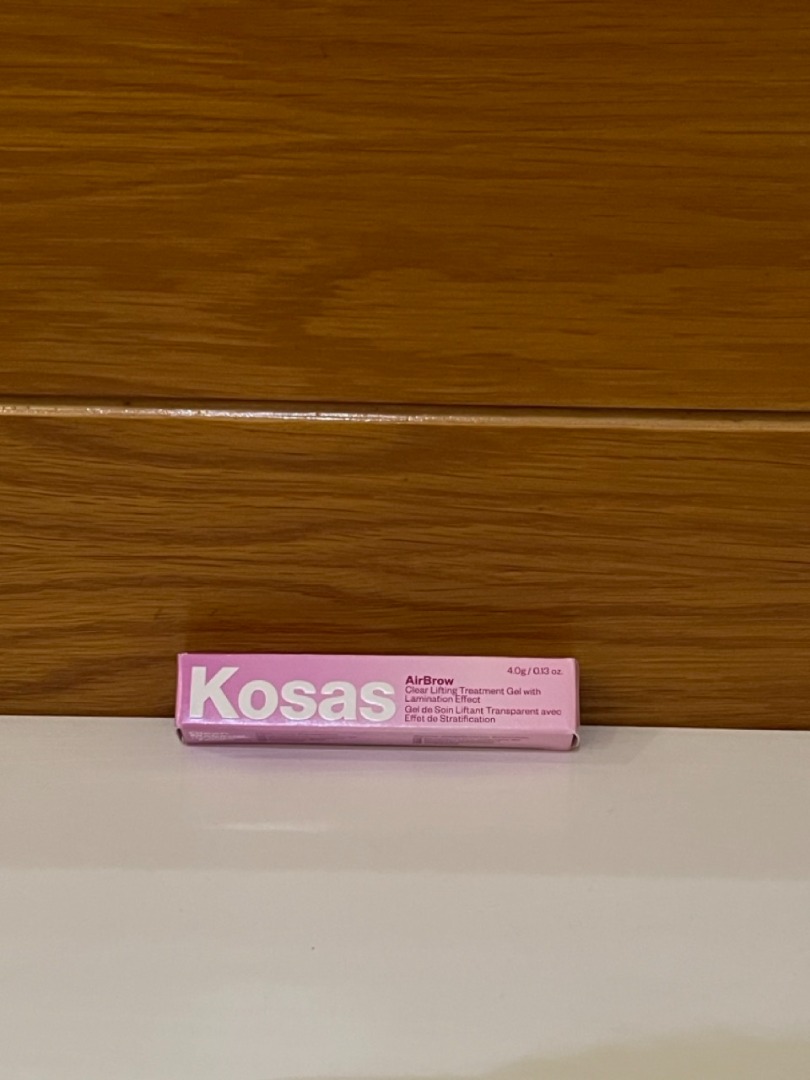 Kosas
4.0g / 0.13 oz.
AirBrow
Clear Lifting Treatment Gel with
Lamination Effect
Gel de Soin Liftant Transparent avec
Effet de Stratification